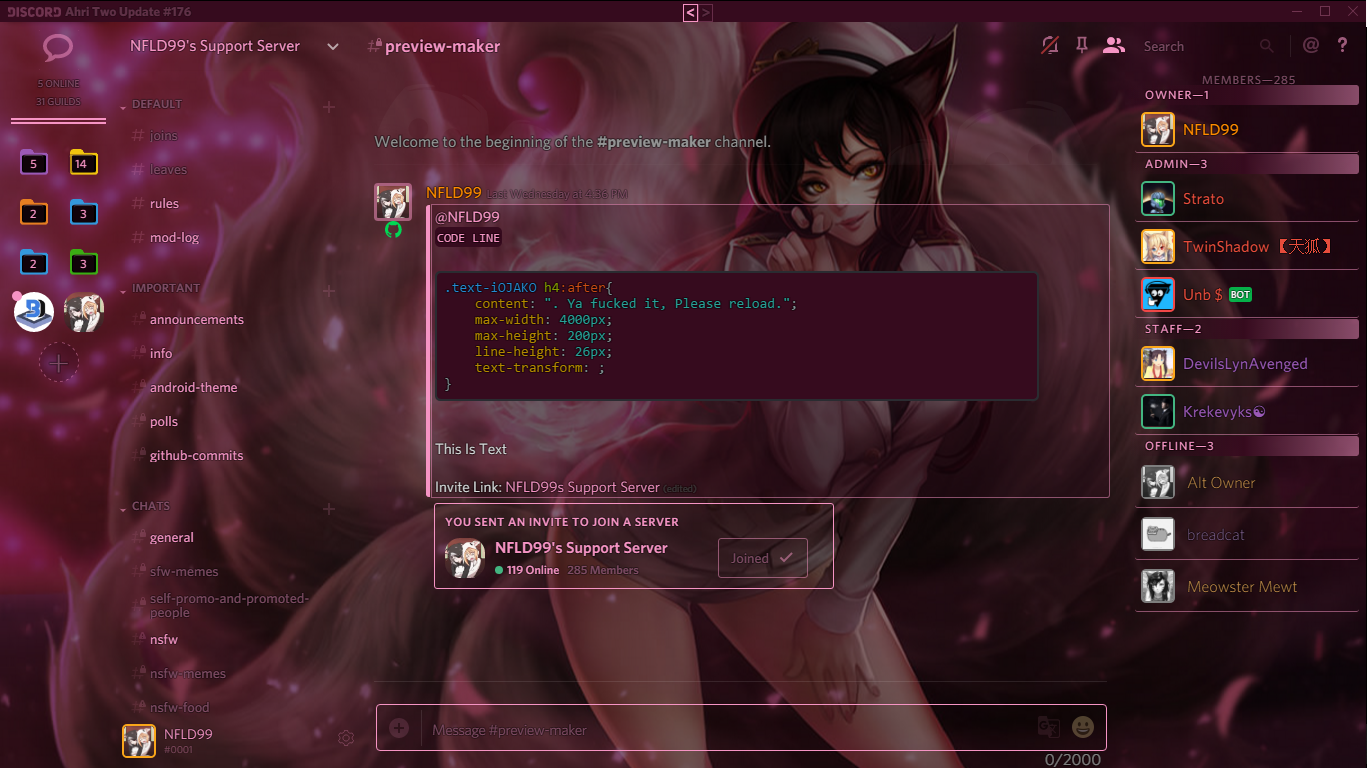 DISCORD Ahri Two Update #176
< >
5 ONLINE
31 GUILDS
5 14
2 3
2 3
NFLD99's Support Server
DEFAULT
# joins
# leaves
# rules
# mod-log
IMPORTANT
# announcements
# info
# android-theme
# polls
# github-commits
CHATS
# general
# sfw-memes
# self-promo-and-promoted-
people
# nsfw
# nsfw-memes
# nsfw-food
NFLD99
#0001
#preview-maker
Search
@ ?
Welcome to the beginning of the #preview-maker channel.
NFLD99 Last Wednesday at 4:36 PM
@NFLD99
CODE LINE
.text-iOJAKO h4:after{
content: ". Ya fucked it, Please reload.";
max-width: 4000px;
max-height: 200px;
line-height: 26px;
text-transform: ;
}
This Is Text
Invite Link: NFLD99s Support Server (edited)
YOU SENT AN INVITE TO JOIN A SERVER
NFLD99's Support Server
119 Online 285 Members
Joined
Message #preview-maker
0/2000
MEMBERS—285
OWNER—1
NFLD99
ADMIN—3
Strato
TwinShadow 【天狐】
Unb $ BOT
STAFF—2
DevilsLynAvenged
Krekevyks☯
OFFLINE—3
Alt Owner
breadcat
Meowster Mewt